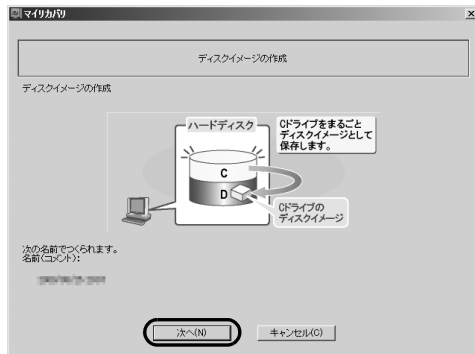 マイリカバリ
ディスクイメージの作成
ディスクイメージの作成
ハードディスク
Cドライブをまるごと
ディスクイメージとして
保存します。
C
D
Cドライブの
ディスクイメージ
次の名前でつくられます。
名前(コメント):
次へ(N)
キャンセル(C)